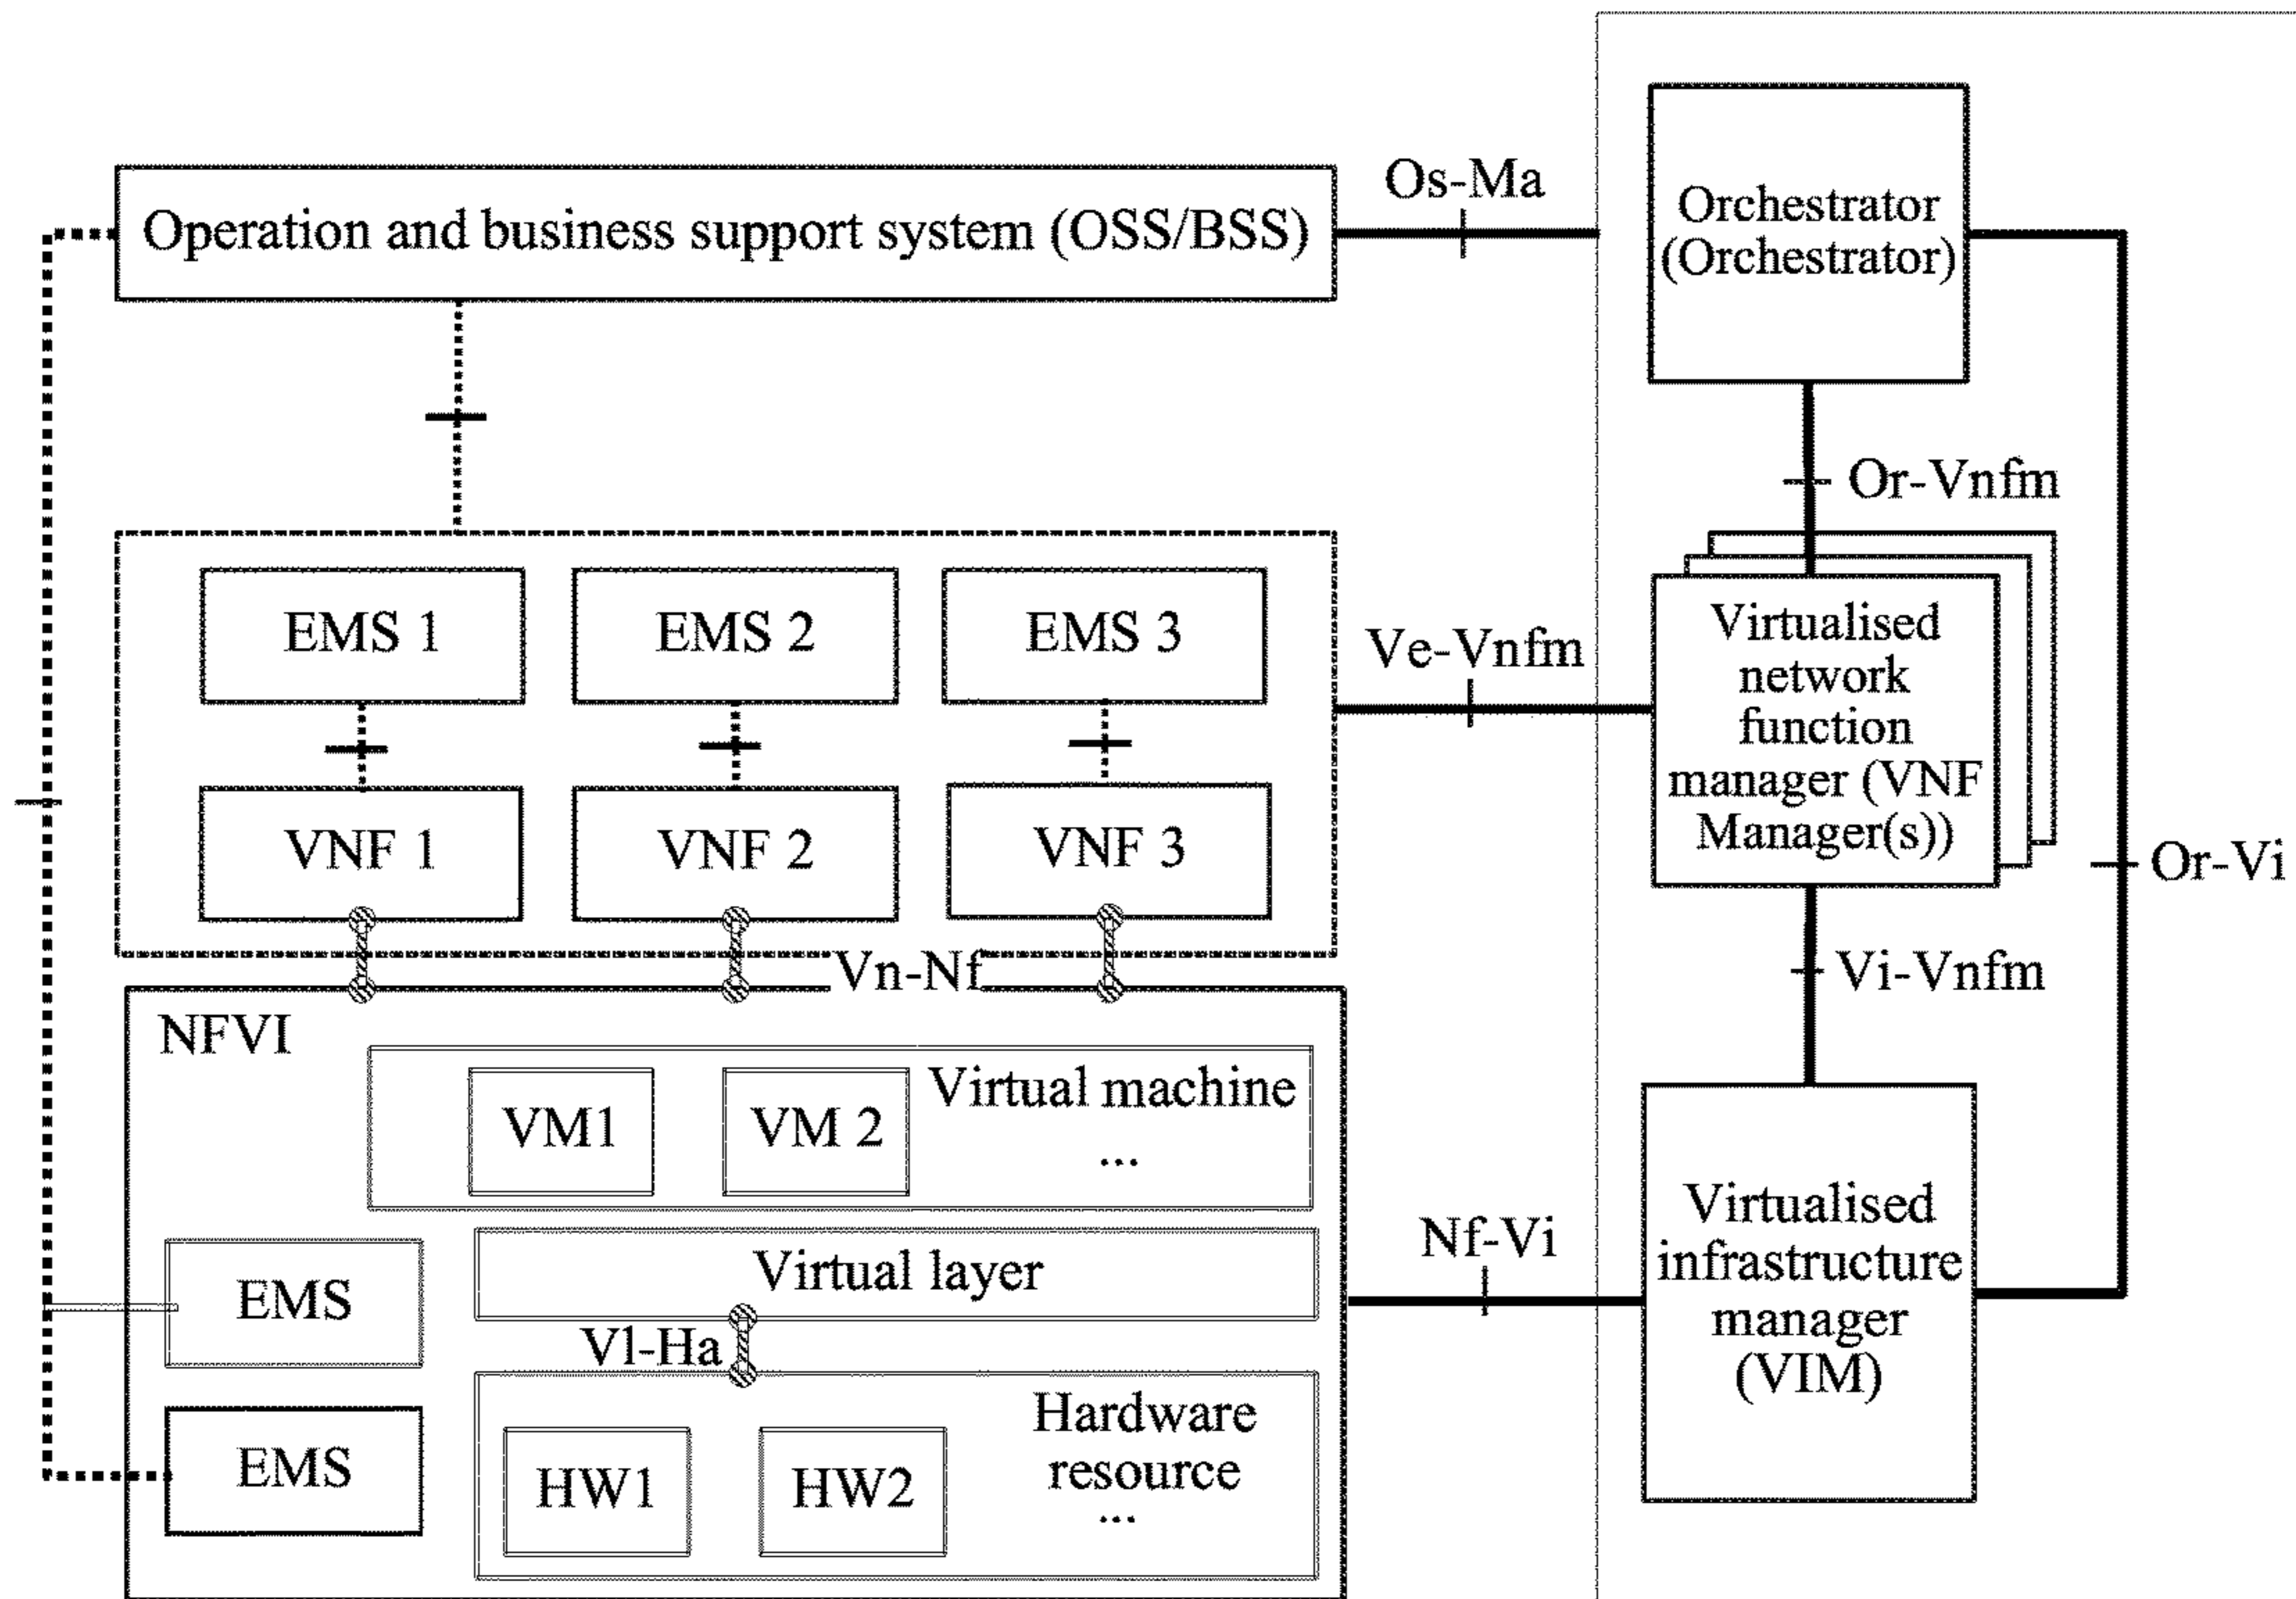 Os-Ma
Operation and business support system (OSS/BSS)
Orchestrator
(Orchestrator)
Or-Vnfm
EMS 1
EMS 2
EMS 3
Ve-Vnfm
Virtualised
network
function
manager (VNF
Manager(s))
VNF 1
VNF 2
VNF 3
Or-Vi
Vn-Nf
Vi-Vnfm
NFVI
Virtual machine
VM1
VM 2
...
Nf-Vi
Virtualised
infrastructure
manager
(VIM)
EMS
Virtual layer
Vl-Ha
EMS
Hardware
resource
HW1
HW2
...